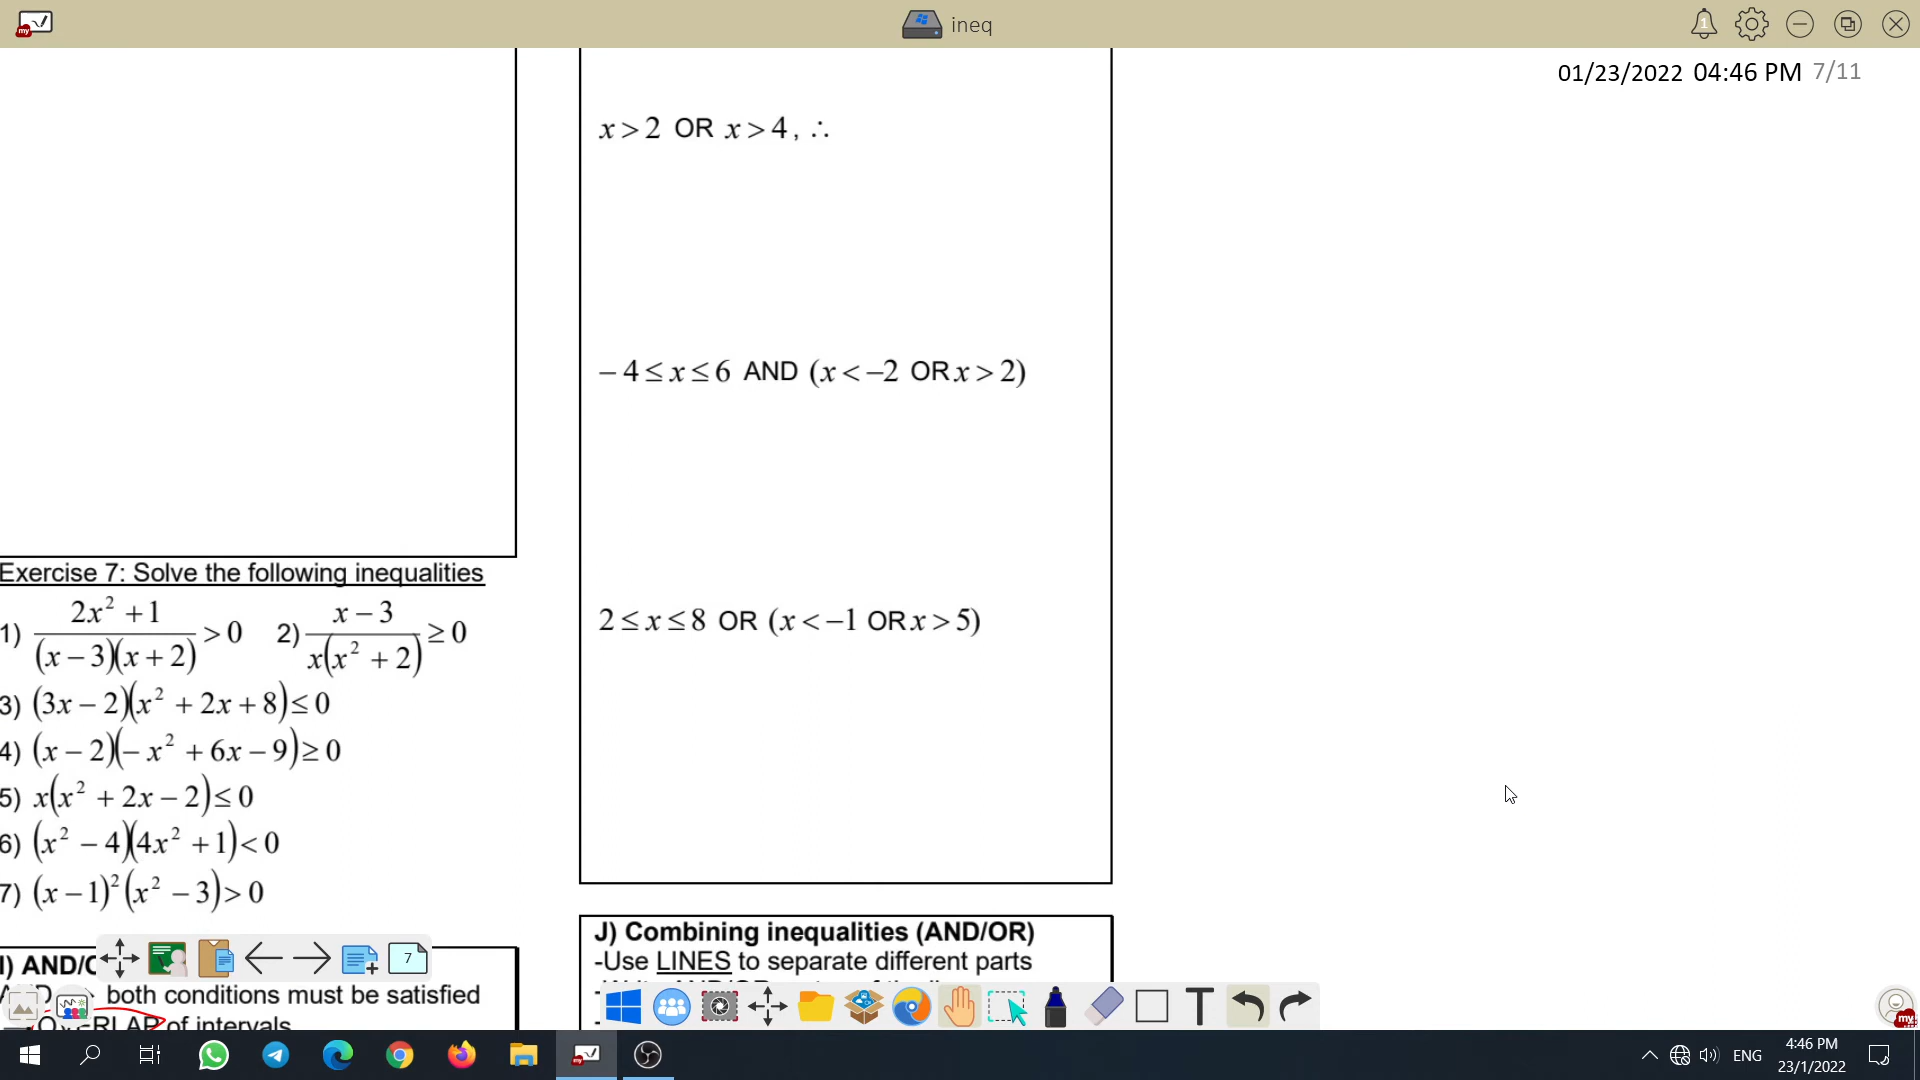 ineq
01/23/2022 04:46 PM 7/11
x > 2 OR x > 4, ∴
– 4 ≤ x ≤ 6 AND (x < –2 OR x > 2)
2 ≤ x ≤ 8 OR (x < –1 OR x > 5)
Exercise 7: Solve the following inequalities
1) (2x² + 1)/((x – 3)(x + 2)) > 0 2) (x – 3)/(x(x² + 2)) ≥ 0
3) (3x – 2)(x² + 2x + 8) ≤ 0
4) (x – 2)(– x² + 6x – 9) ≥ 0
5) x(x² + 2x – 2) ≤ 0
6) (x² – 4)(4x² + 1) < 0
7) (x – 1)² (x² – 3) > 0
I) AND/O
both conditions must be satisfied
OVERLAP of intervals
J) Combining inequalities (AND/OR)
-Use LINES to separate different parts
7
my
T
my
ENG
4:46 PM
23/1/2022